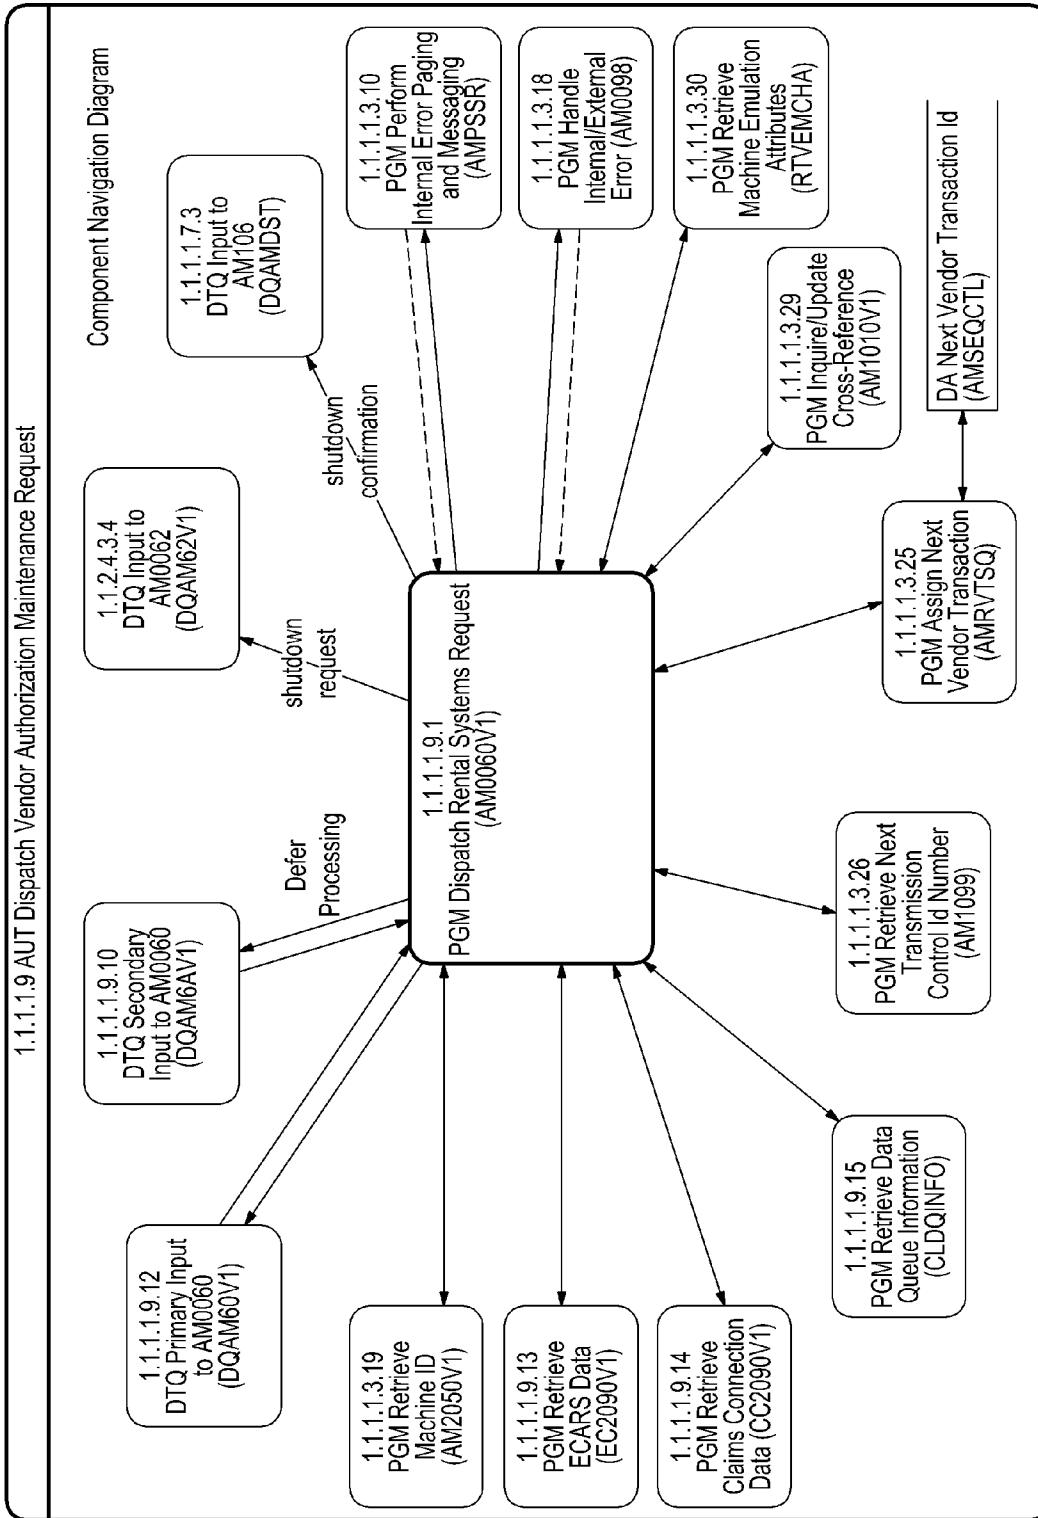 1.1.1.1.9 AUT Dispatch Vendor Authorization Maintenance Request
Component Navigation Diagram
1.1.1.1.9.12
DTQ Primary Input
to AM0060
(DQAM60V1)
1.1.1.1.9.10
DTQ Secondary
Input to AM0060
(DQAM6AV1)
1.1.2.4.3.4
DTQ Input to
AM0062
(DQAM62V1)
1.1.1.1.7.3
DTQ Input to
AM106
(DQAMDST)
Defer
Processing
shutdown
request
shutdown
confirmation
1.1.1.1.3.19
PGM Retrieve
Machine ID
(AM2050V1)
1.1.1.1.9.13
PGM Retrieve
ECARS Data
(EC2090V1)
1.1.1.1.9.14
PGM Retrieve
Claims Connection
Data (CC2090V1)
1.1.1.1.9.1
PGM Dispatch Rental Systems Request
(AM0060V1)
1.1.1.1.3.10
PGM Perform
Internal Error Paging
and Messaging
(AMPSSR)
1.1.1.1.3.18
PGM Handle
Internal/External
Error (AM0098)
1.1.1.1.3.30
PGM Retrieve
Machine Emulation
Attributes
(RTVEMCHA)
1.1.1.1.9.15
PGM Retrieve Data
Queue Information
(CLDQINFO)
1.1.1.1.3.26
PGM Retrieve Next
Transmission
Control Id Number
(AM1099)
1.1.1.1.3.25
PGM Assign Next
Vendor Transaction
(AMRVTSQ)
1.1.1.1.3.29
PGM Inquire/Update
Cross-Reference
(AM1010V1)
DA Next Vendor Transaction Id
(AMSEQCTL)